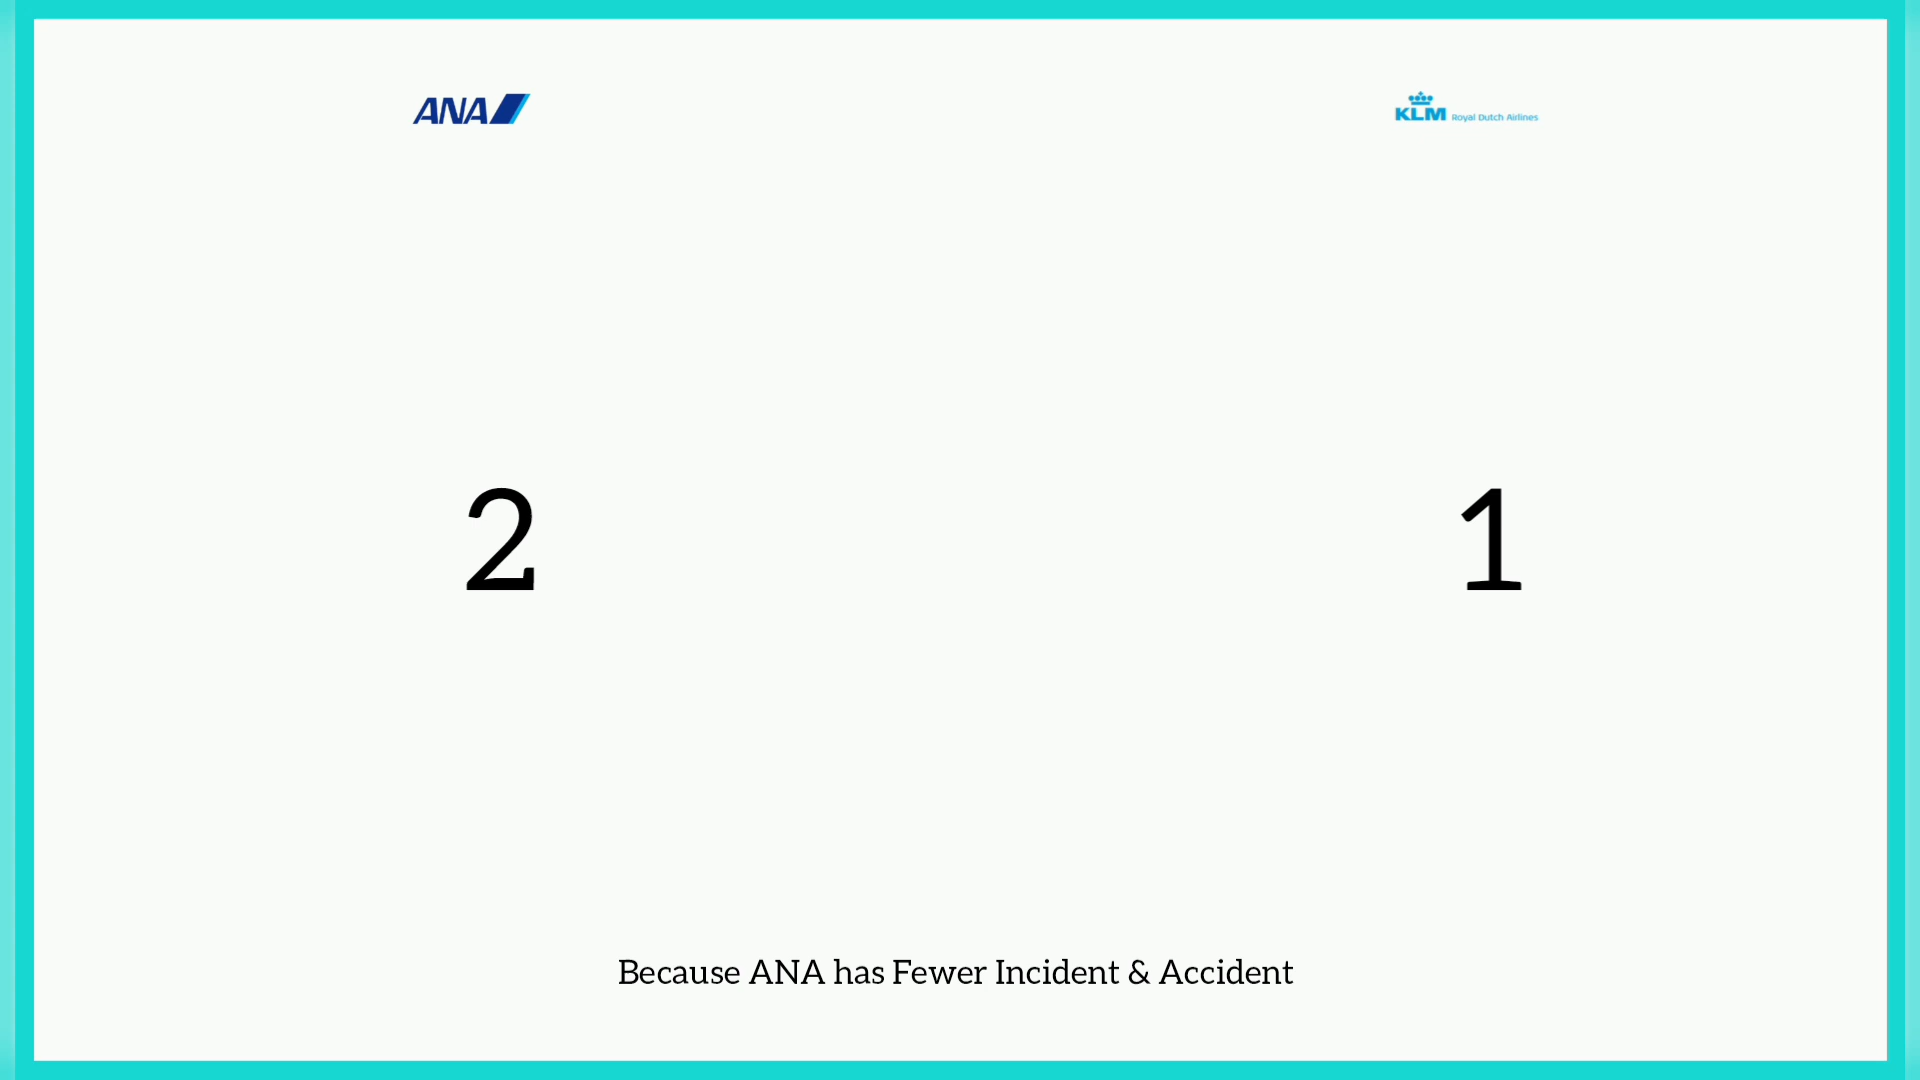 ANA
KLM Royal Dutch Airlines
2
1
Because ANA has Fewer Incident & Accident